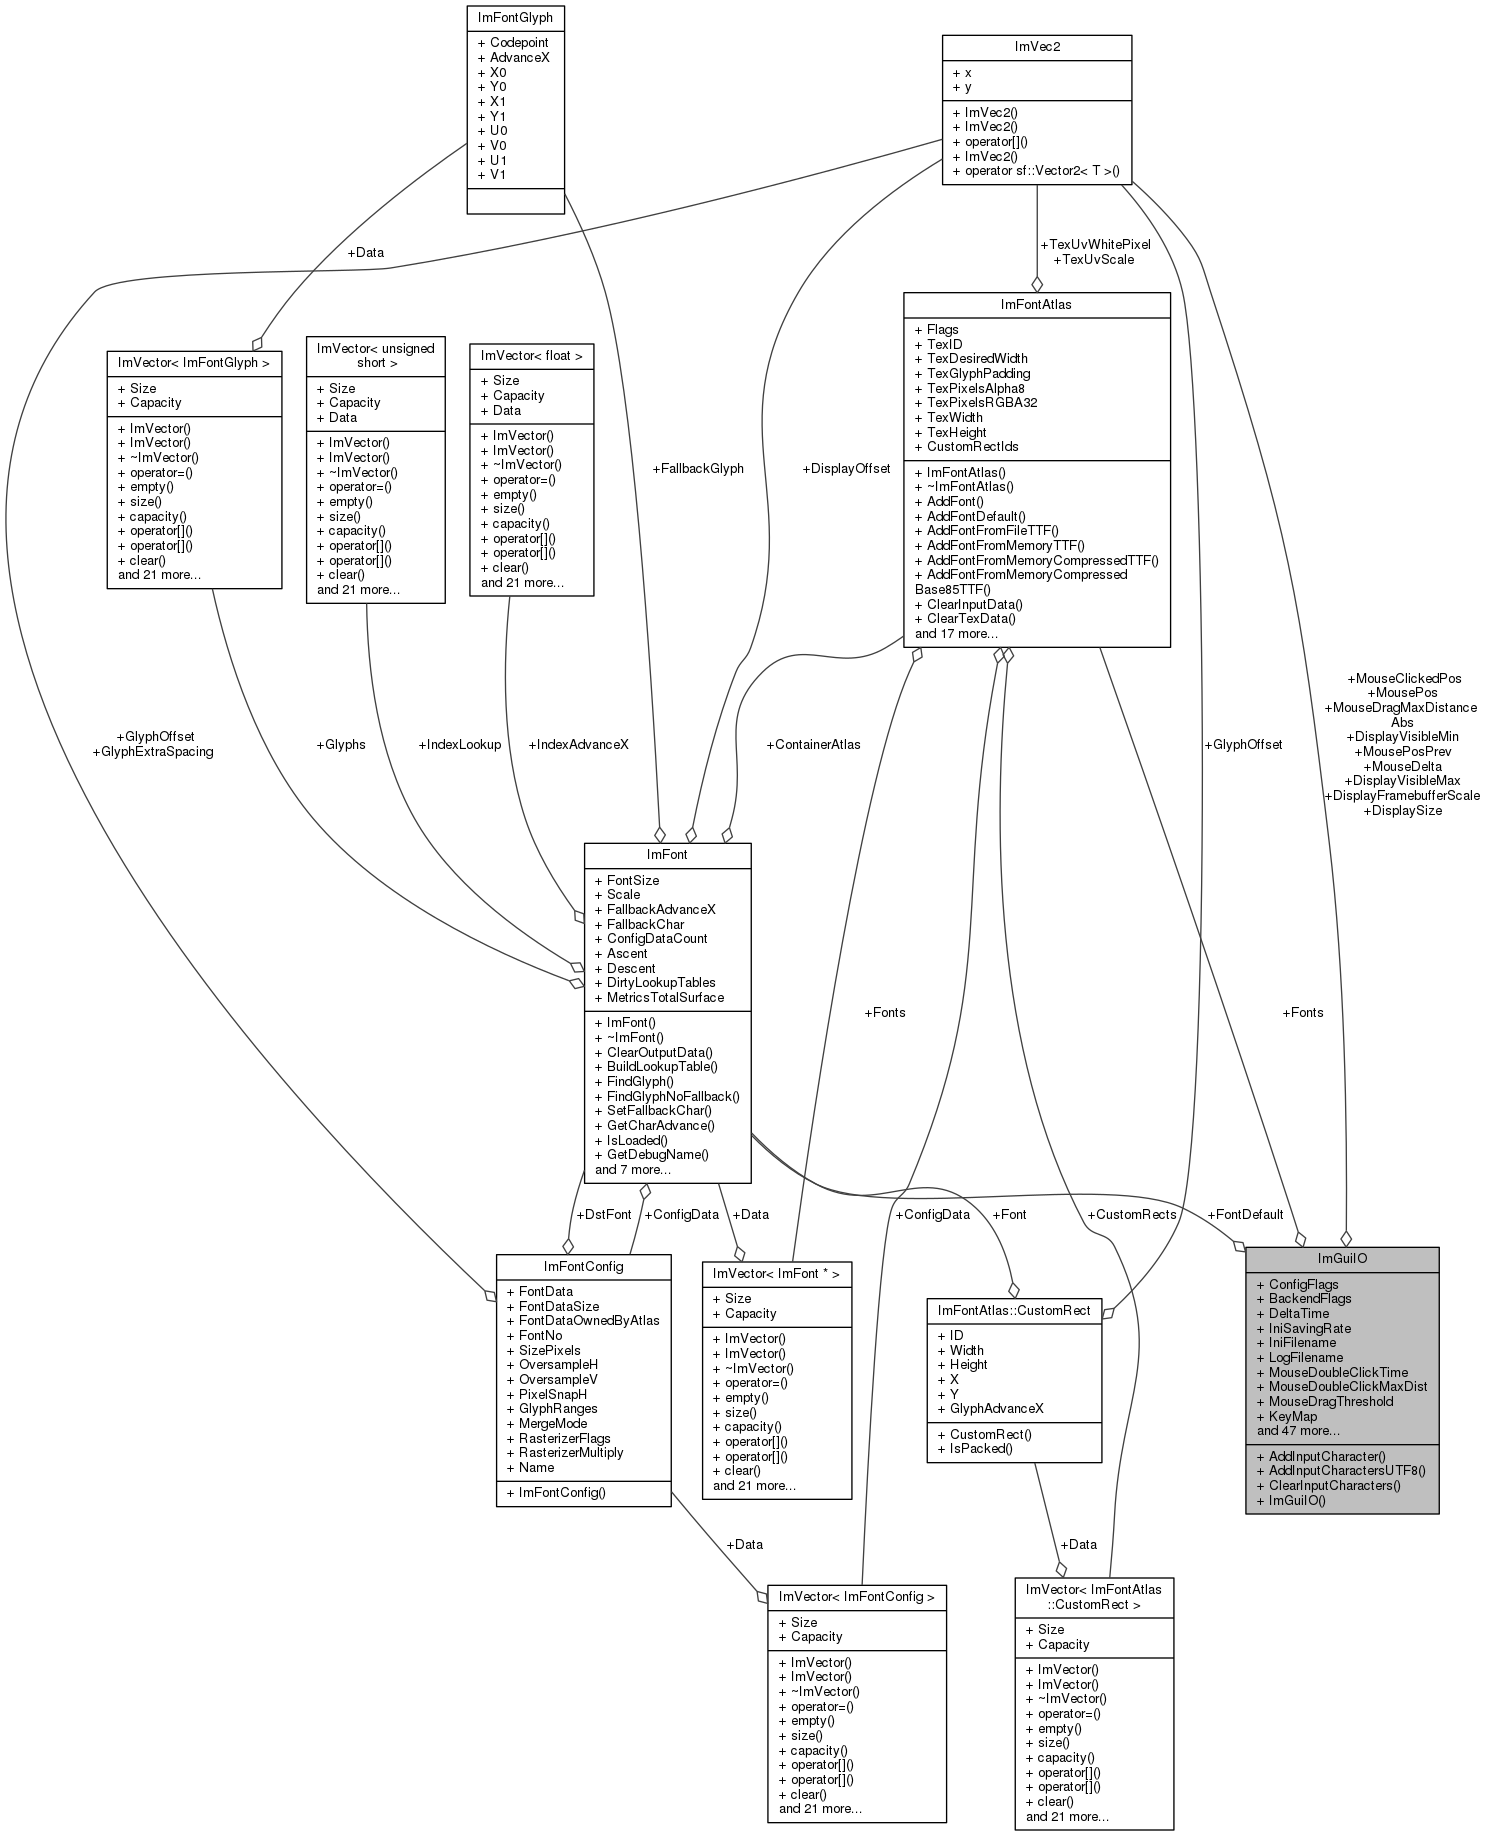 ImFontGlyph
+ Codepoint
+ AdvanceX
+ X0
+ Y0
+ X1
+ Y1
+ U0
+ V0
+ U1
+ V1
ImVec2
+ x
+ y
+ ImVec2()
+ ImVec2()
+ operator[]()
+ ImVec2()
+ operator sf::Vector2< T >()
+Data
+TexUvWhitePixel
+TexUvScale
ImVector< ImFontGlyph >
+ Size
+ Capacity
+ ImVector()
+ ImVector()
+ ~ImVector()
+ operator=()
+ empty()
+ size()
+ capacity()
+ operator[]()
+ operator[]()
+ clear()
and 21 more...
ImVector< unsigned
short >
+ Size
+ Capacity
+ Data
+ ImVector()
+ ImVector()
+ ~ImVector()
+ operator=()
+ empty()
+ size()
+ capacity()
+ operator[]()
+ operator[]()
+ clear()
and 21 more...
ImVector< float >
+ Size
+ Capacity
+ Data
+ ImVector()
+ ImVector()
+ ~ImVector()
+ operator=()
+ empty()
+ size()
+ capacity()
+ operator[]()
+ operator[]()
+ clear()
and 21 more...
+FallbackGlyph
+DisplayOffset
ImFontAtlas
+ Flags
+ TexID
+ TexDesiredWidth
+ TexGlyphPadding
+ TexPixelsAlpha8
+ TexPixelsRGBA32
+ TexWidth
+ TexHeight
+ CustomRectIds
+ ImFontAtlas()
+ ~ImFontAtlas()
+ AddFont()
+ AddFontDefault()
+ AddFontFromFileTTF()
+ AddFontFromMemoryTTF()
+ AddFontFromMemoryCompressedTTF()
+ AddFontFromMemoryCompressed
Base85TTF()
+ ClearInputData()
+ ClearTexData()
and 17 more...
+GlyphOffset
+GlyphExtraSpacing
+Glyphs
+IndexLookup
+IndexAdvanceX
+ContainerAtlas
+GlyphOffset
+MouseClickedPos
+MousePos
+MouseDragMaxDistance
Abs
+DisplayVisibleMin
+MousePosPrev
+MouseDelta
+DisplayVisibleMax
+DisplayFramebufferScale
+DisplaySize
ImFont
+ FontSize
+ Scale
+ FallbackAdvanceX
+ FallbackChar
+ ConfigDataCount
+ Ascent
+ Descent
+ DirtyLookupTables
+ MetricsTotalSurface
+ ImFont()
+ ~ImFont()
+ ClearOutputData()
+ BuildLookupTable()
+ FindGlyph()
+ FindGlyphNoFallback()
+ SetFallbackChar()
+ GetCharAdvance()
+ IsLoaded()
+ GetDebugName()
and 7 more...
+Fonts
+Fonts
+DstFont
+ConfigData
+Data
+ConfigData
+Font
+CustomRects
+FontDefault
ImFontConfig
+ FontData
+ FontDataSize
+ FontDataOwnedByAtlas
+ FontNo
+ SizePixels
+ OversampleH
+ OversampleV
+ PixelSnapH
+ GlyphRanges
+ MergeMode
+ RasterizerFlags
+ RasterizerMultiply
+ Name
+ ImFontConfig()
ImVector< ImFont * >
+ Size
+ Capacity
+ ImVector()
+ ImVector()
+ ~ImVector()
+ operator=()
+ empty()
+ size()
+ capacity()
+ operator[]()
+ operator[]()
+ clear()
and 21 more...
ImFontAtlas::CustomRect
+ ID
+ Width
+ Height
+ X
+ Y
+ GlyphAdvanceX
+ CustomRect()
+ IsPacked()
ImGuiIO
+ ConfigFlags
+ BackendFlags
+ DeltaTime
+ IniSavingRate
+ IniFilename
+ LogFilename
+ MouseDoubleClickTime
+ MouseDoubleClickMaxDist
+ MouseDragThreshold
+ KeyMap
and 47 more...
+ AddInputCharacter()
+ AddInputCharactersUTF8()
+ ClearInputCharacters()
+ ImGuiIO()
+Data
+Data
ImVector< ImFontConfig >
+ Size
+ Capacity
+ ImVector()
+ ImVector()
+ ~ImVector()
+ operator=()
+ empty()
+ size()
+ capacity()
+ operator[]()
+ operator[]()
+ clear()
and 21 more...
ImVector< ImFontAtlas
::CustomRect >
+ Size
+ Capacity
+ ImVector()
+ ImVector()
+ ~ImVector()
+ operator=()
+ empty()
+ size()
+ capacity()
+ operator[]()
+ operator[]()
+ clear()
and 21 more...